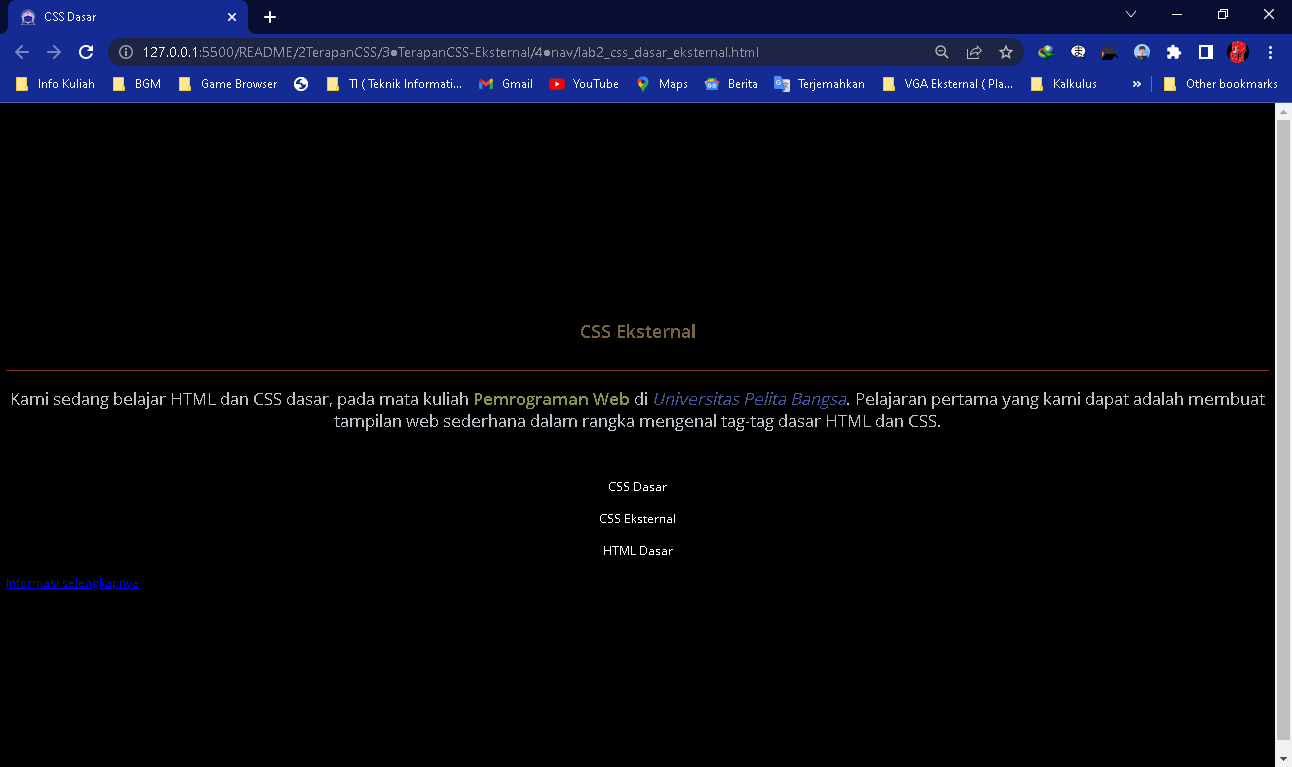 CSS Dasar
127.0.0.1:5500/README/2TerapanCSS/3●TerapanCSS-Eksternal/4●nav/lab2_css_dasar_eksternal.html
Info Kuliah BGM Game Browser TI ( Teknik Informati... Gmail YouTube Maps Berita Terjemahkan VGA Eksternal ( Pla... Kalkulus » Other bookmarks
CSS Eksternal
Kami sedang belajar HTML dan CSS dasar, pada mata kuliah Pemrograman Web di Universitas Pelita Bangsa. Pelajaran pertama yang kami dapat adalah membuat
tampilan web sederhana dalam rangka mengenal tag-tag dasar HTML dan CSS.
CSS Dasar
CSS Eksternal
HTML Dasar
Informasi selengkapnya